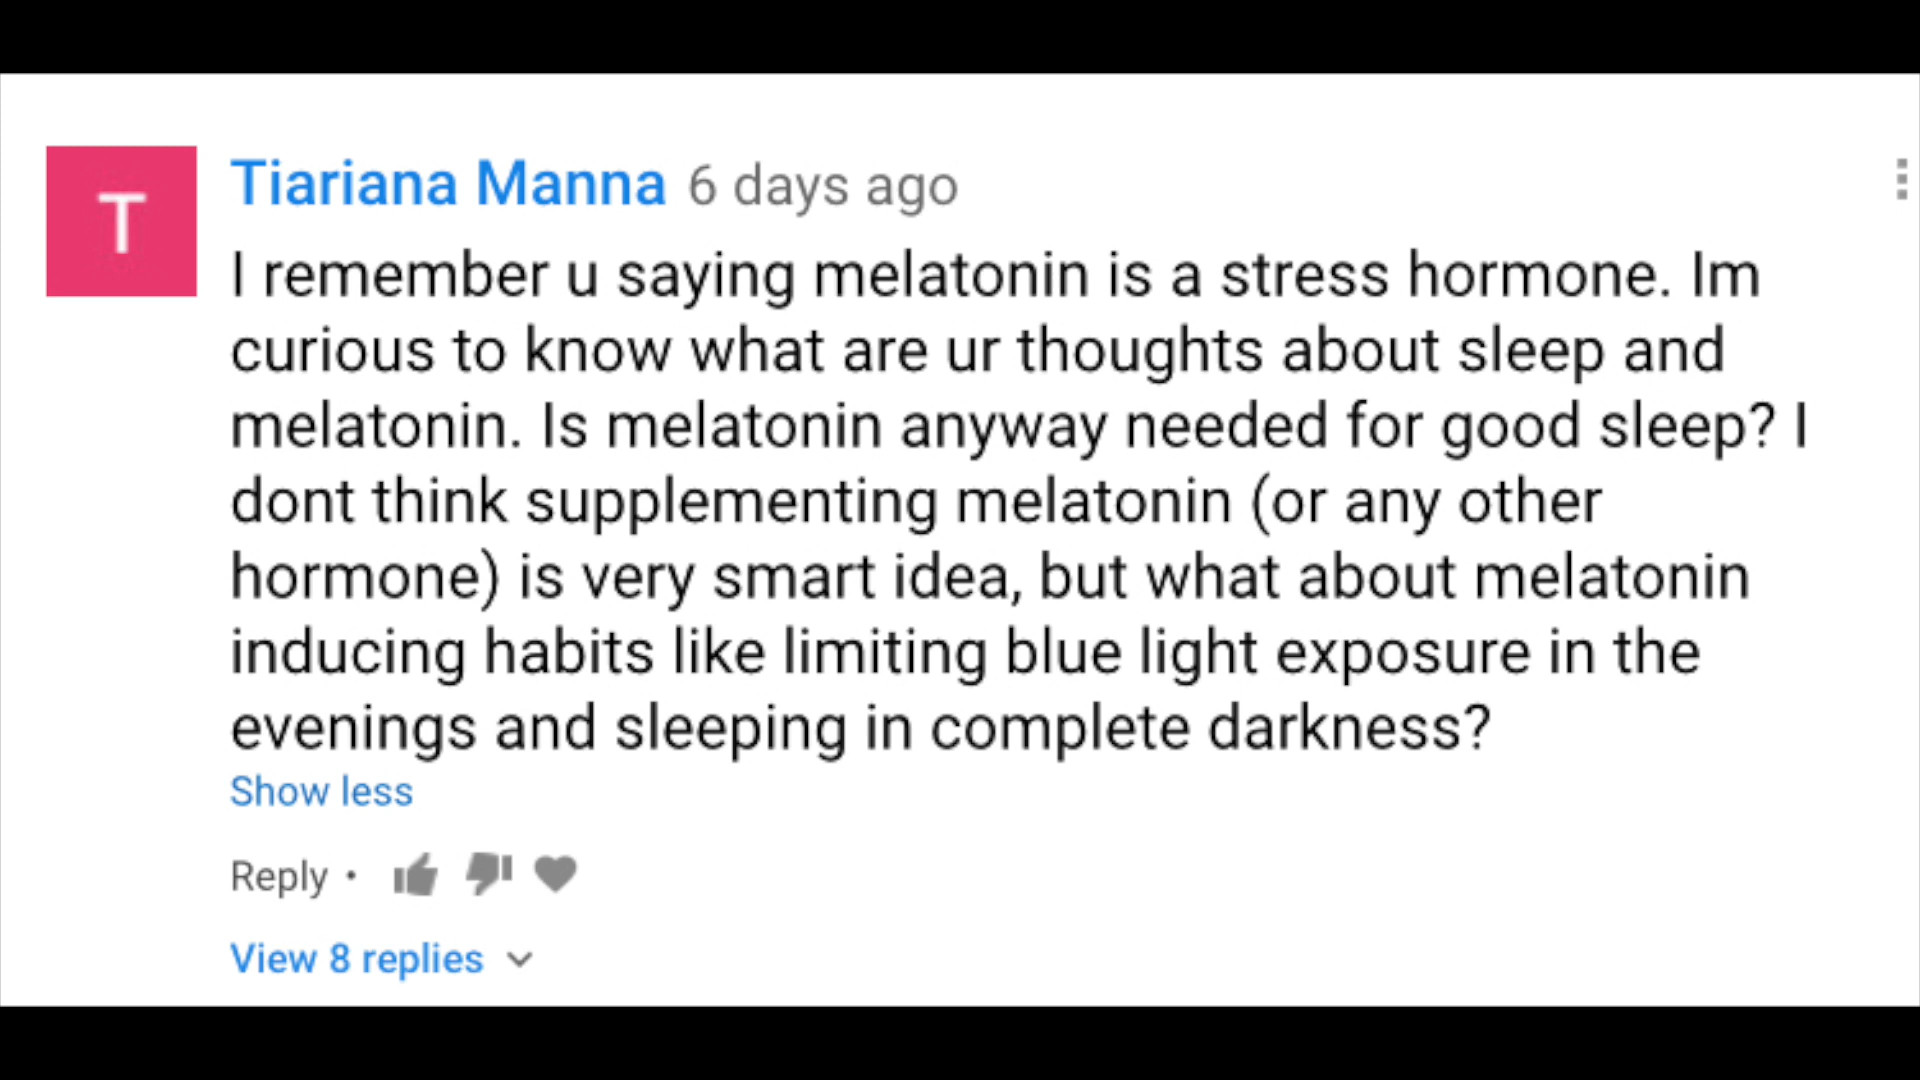 T
Tiariana Manna 6 days ago
I remember u saying melatonin is a stress hormone. Im
curious to know what are ur thoughts about sleep and
melatonin. Is melatonin anyway needed for good sleep? I
dont think supplementing melatonin (or any other
hormone) is very smart idea, but what about melatonin
inducing habits like limiting blue light exposure in the
evenings and sleeping in complete darkness?
Show less
Reply •
View 8 replies